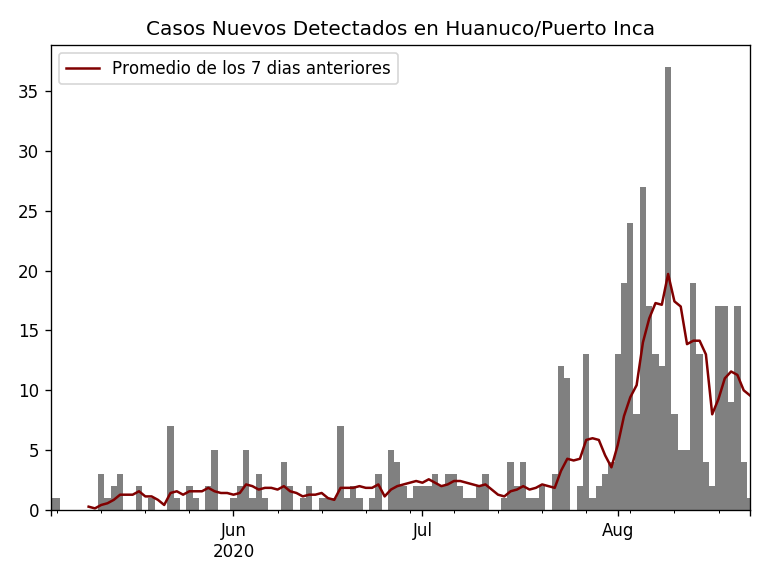 Casos Nuevos Detectados en Huanuco/Puerto Inca
Promedio de los 7 dias anteriores
35
30
25
20
15
10
5
0
Jun
2020
Jul
Aug